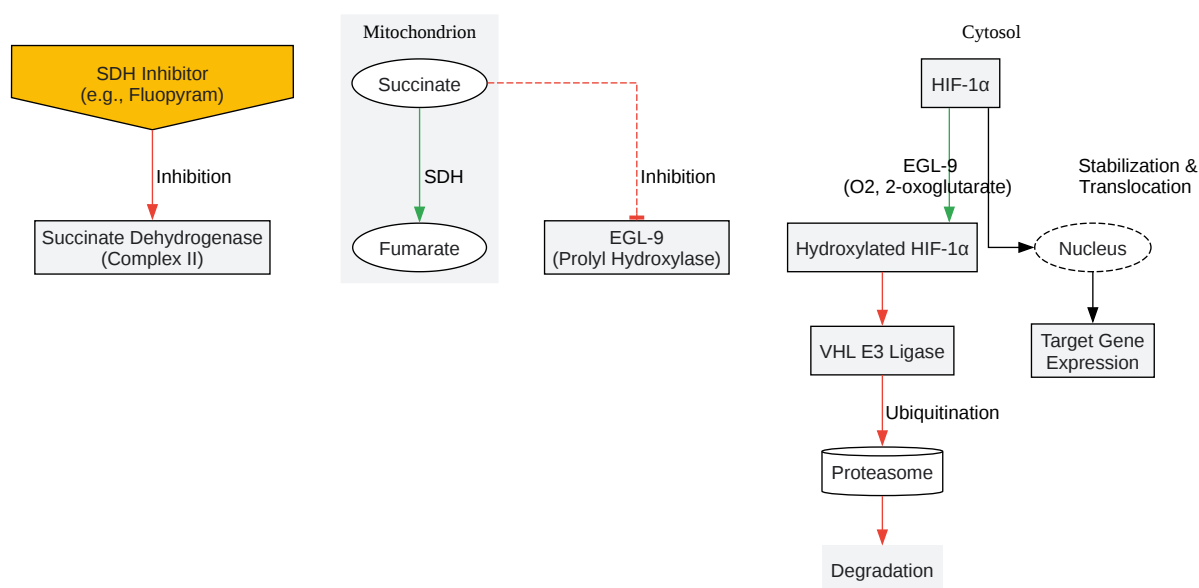 SDH Inhibitor
(e.g., Fluopyram)
Inhibition
Succinate Dehydrogenase
(Complex II)
Mitochondrion
Succinate
SDH
Fumarate
Inhibition
EGL-9
(Prolyl Hydroxylase)
Cytosol
HIF-1α
EGL-9
(O2, 2-oxoglutarate)
Stabilization &
Translocation
Hydroxylated HIF-1α
Nucleus
VHL E3 Ligase
Target Gene
Expression
Ubiquitination
Proteasome
Degradation